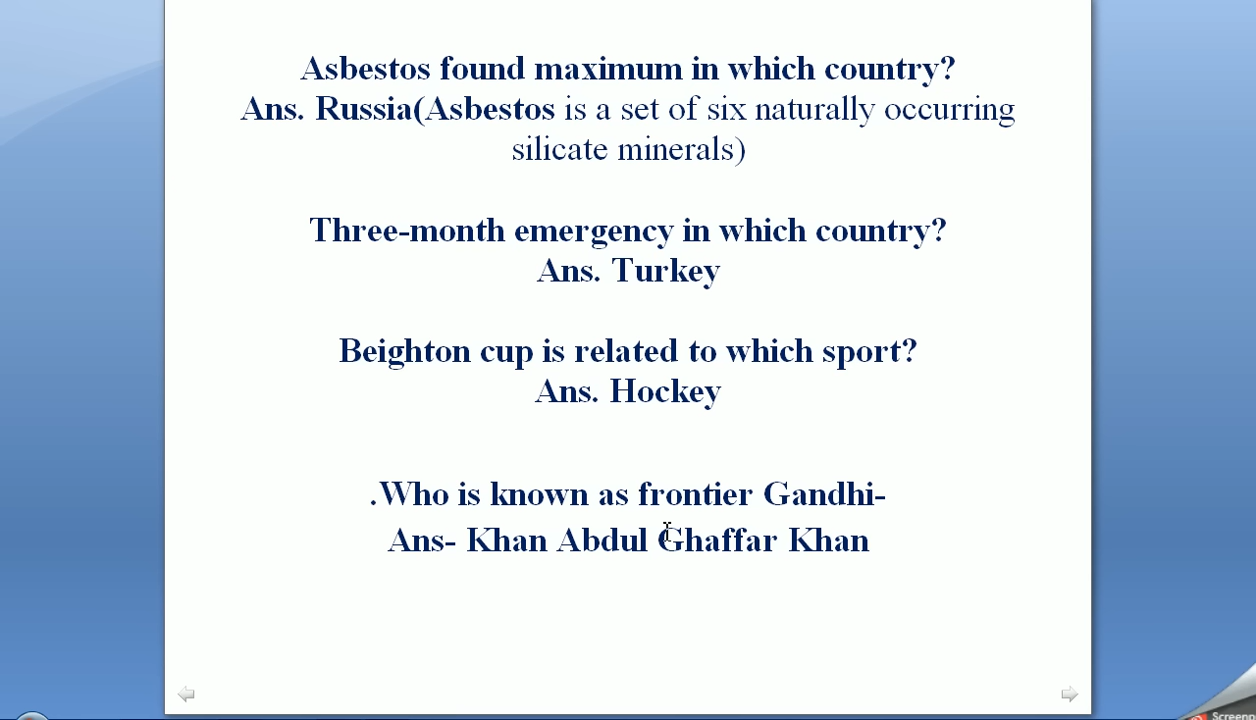 Asbestos found maximum in which country?
Ans. Russia(Asbestos is a set of six naturally occurring
silicate minerals)
Three-month emergency in which country?
Ans. Turkey
Beighton cup is related to which sport?
Ans. Hockey
.Who is known as frontier Gandhi-
Ans- Khan Abdul Ghaffar Khan